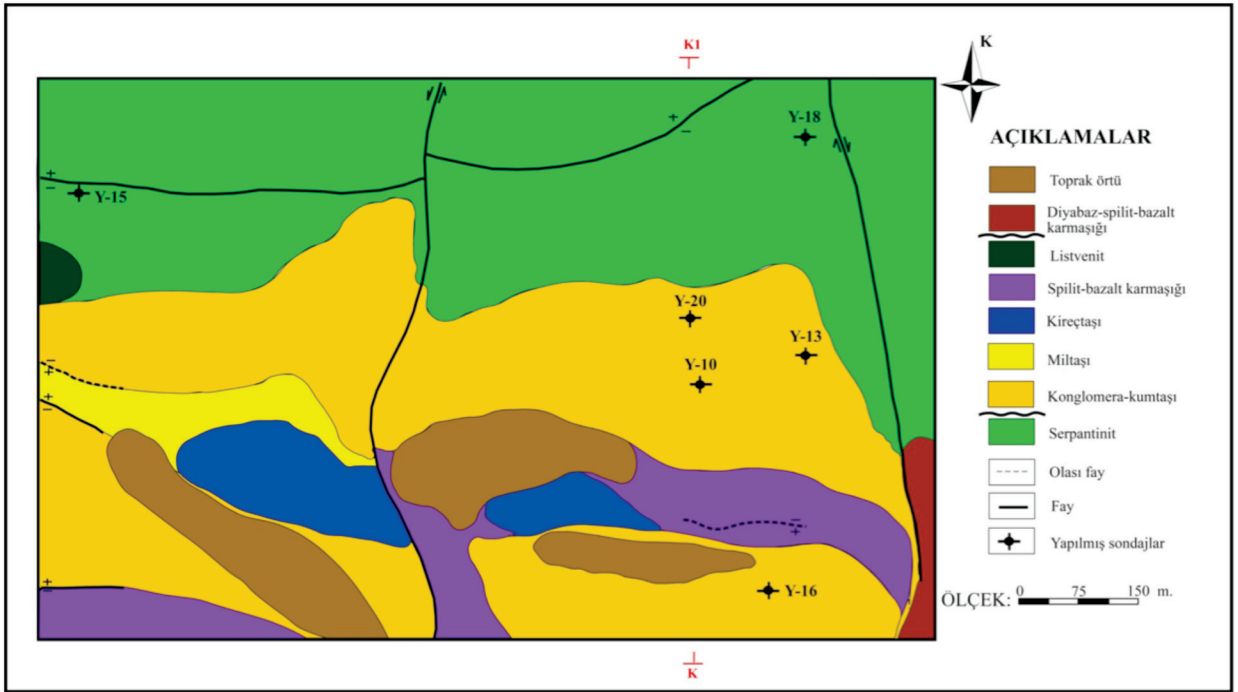 K1
K
Y-18
Y-15
Y-20
Y-13
Y-10
Y-16
K
AÇIKLAMALAR
Toprak örtü
Diyabaz-spilit-bazalt
karmaşığı
Listvenit
Spilit-bazalt karmaşığı
Kireçtaşı
Miltaşı
Konglomera-kumtaşı
Serpantinit
Olası fay
Fay
Yapılmış sondajlar
ÖLÇEK: 0 75 150 m.